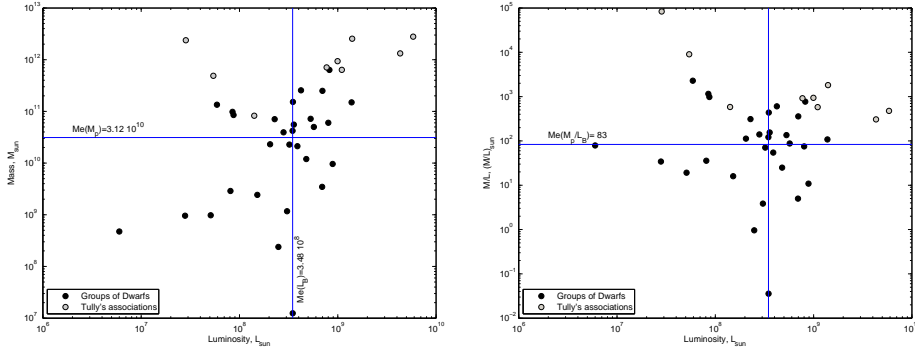 10^13
10^12
10^11
10^10
10^9
10^8
10^7
Mass, M_sun
Me(M_p)=3.12 10^10
Me(L_B)=3.48 10^8
Groups of Dwarfs
Tully's associations
10^6 10^7 10^8 10^9 10^10
Luminosity, L_sun
10^5
10^4
10^3
10^2
10^1
10^0
10^−1
10^−2
M/L, (M/L)_sun
Me(M_p/L_B)= 83
Groups of Dwarfs
Tully's associations
10^6 10^7 10^8 10^9 10^10
Luminosity, L_sun